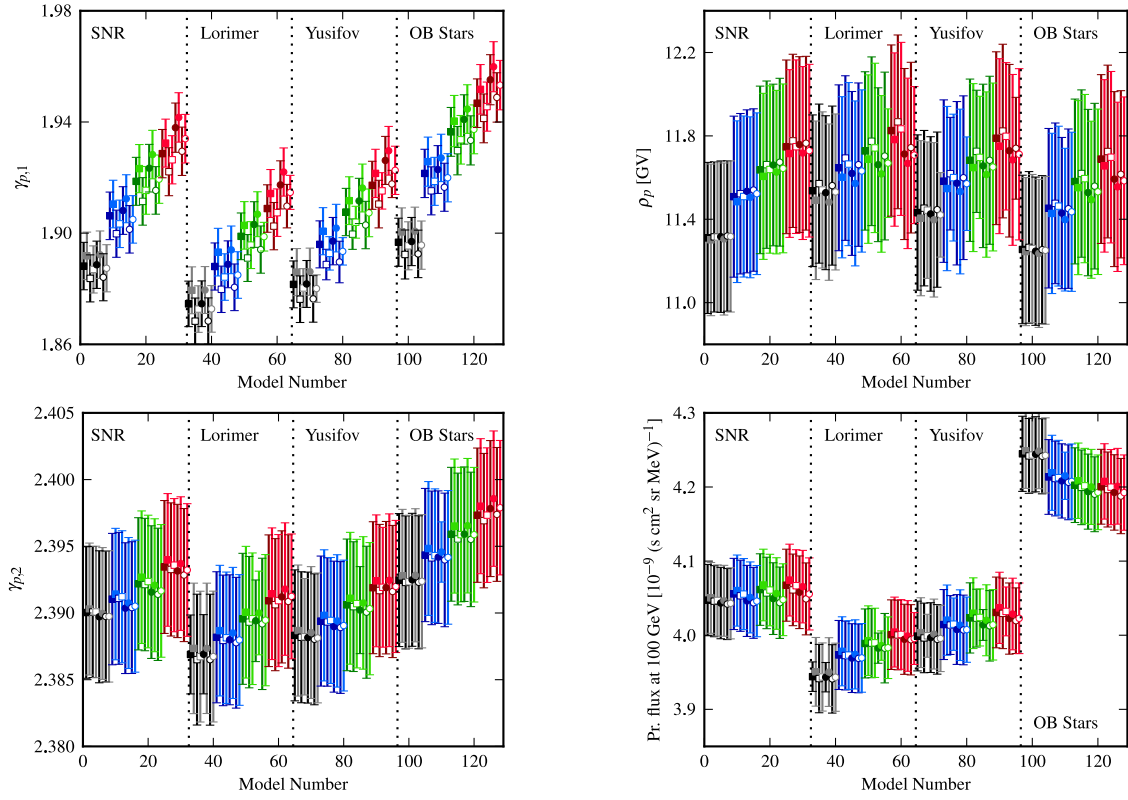 1.98
SNR
Lorimer
Yusifov
OB Stars
1.94
γp,1
1.90
1.86
0 20 40 60 80 100 120
Model Number
12.2
SNR
Lorimer
Yusifov
OB Stars
11.8
ρp [GV]
11.4
11.0
0 20 40 60 80 100 120
Model Number
2.405
SNR
Lorimer
Yusifov
OB Stars
2.400
2.395
γp,2
2.390
2.385
2.380
0 20 40 60 80 100 120
Model Number
4.3
SNR
Lorimer
Yusifov
4.2
Pr. flux at 100 GeV [10⁻⁹ (s cm² sr MeV)⁻¹]
4.1
4.0
3.9
OB Stars
0 20 40 60 80 100 120
Model Number